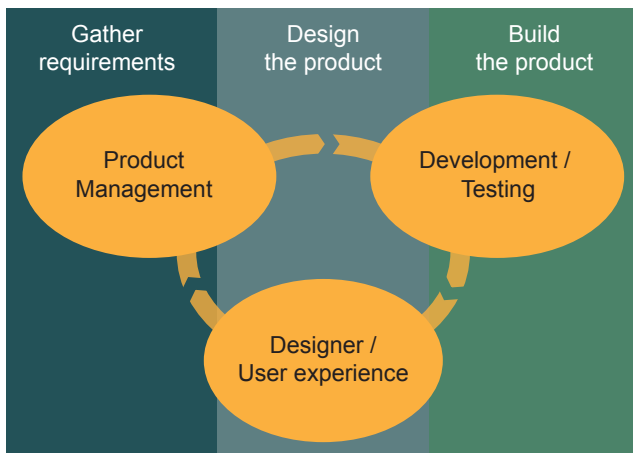 Gather
requirements
Design
the product
Build
the product
Product
Management
Development /
Testing
Designer /
User experience